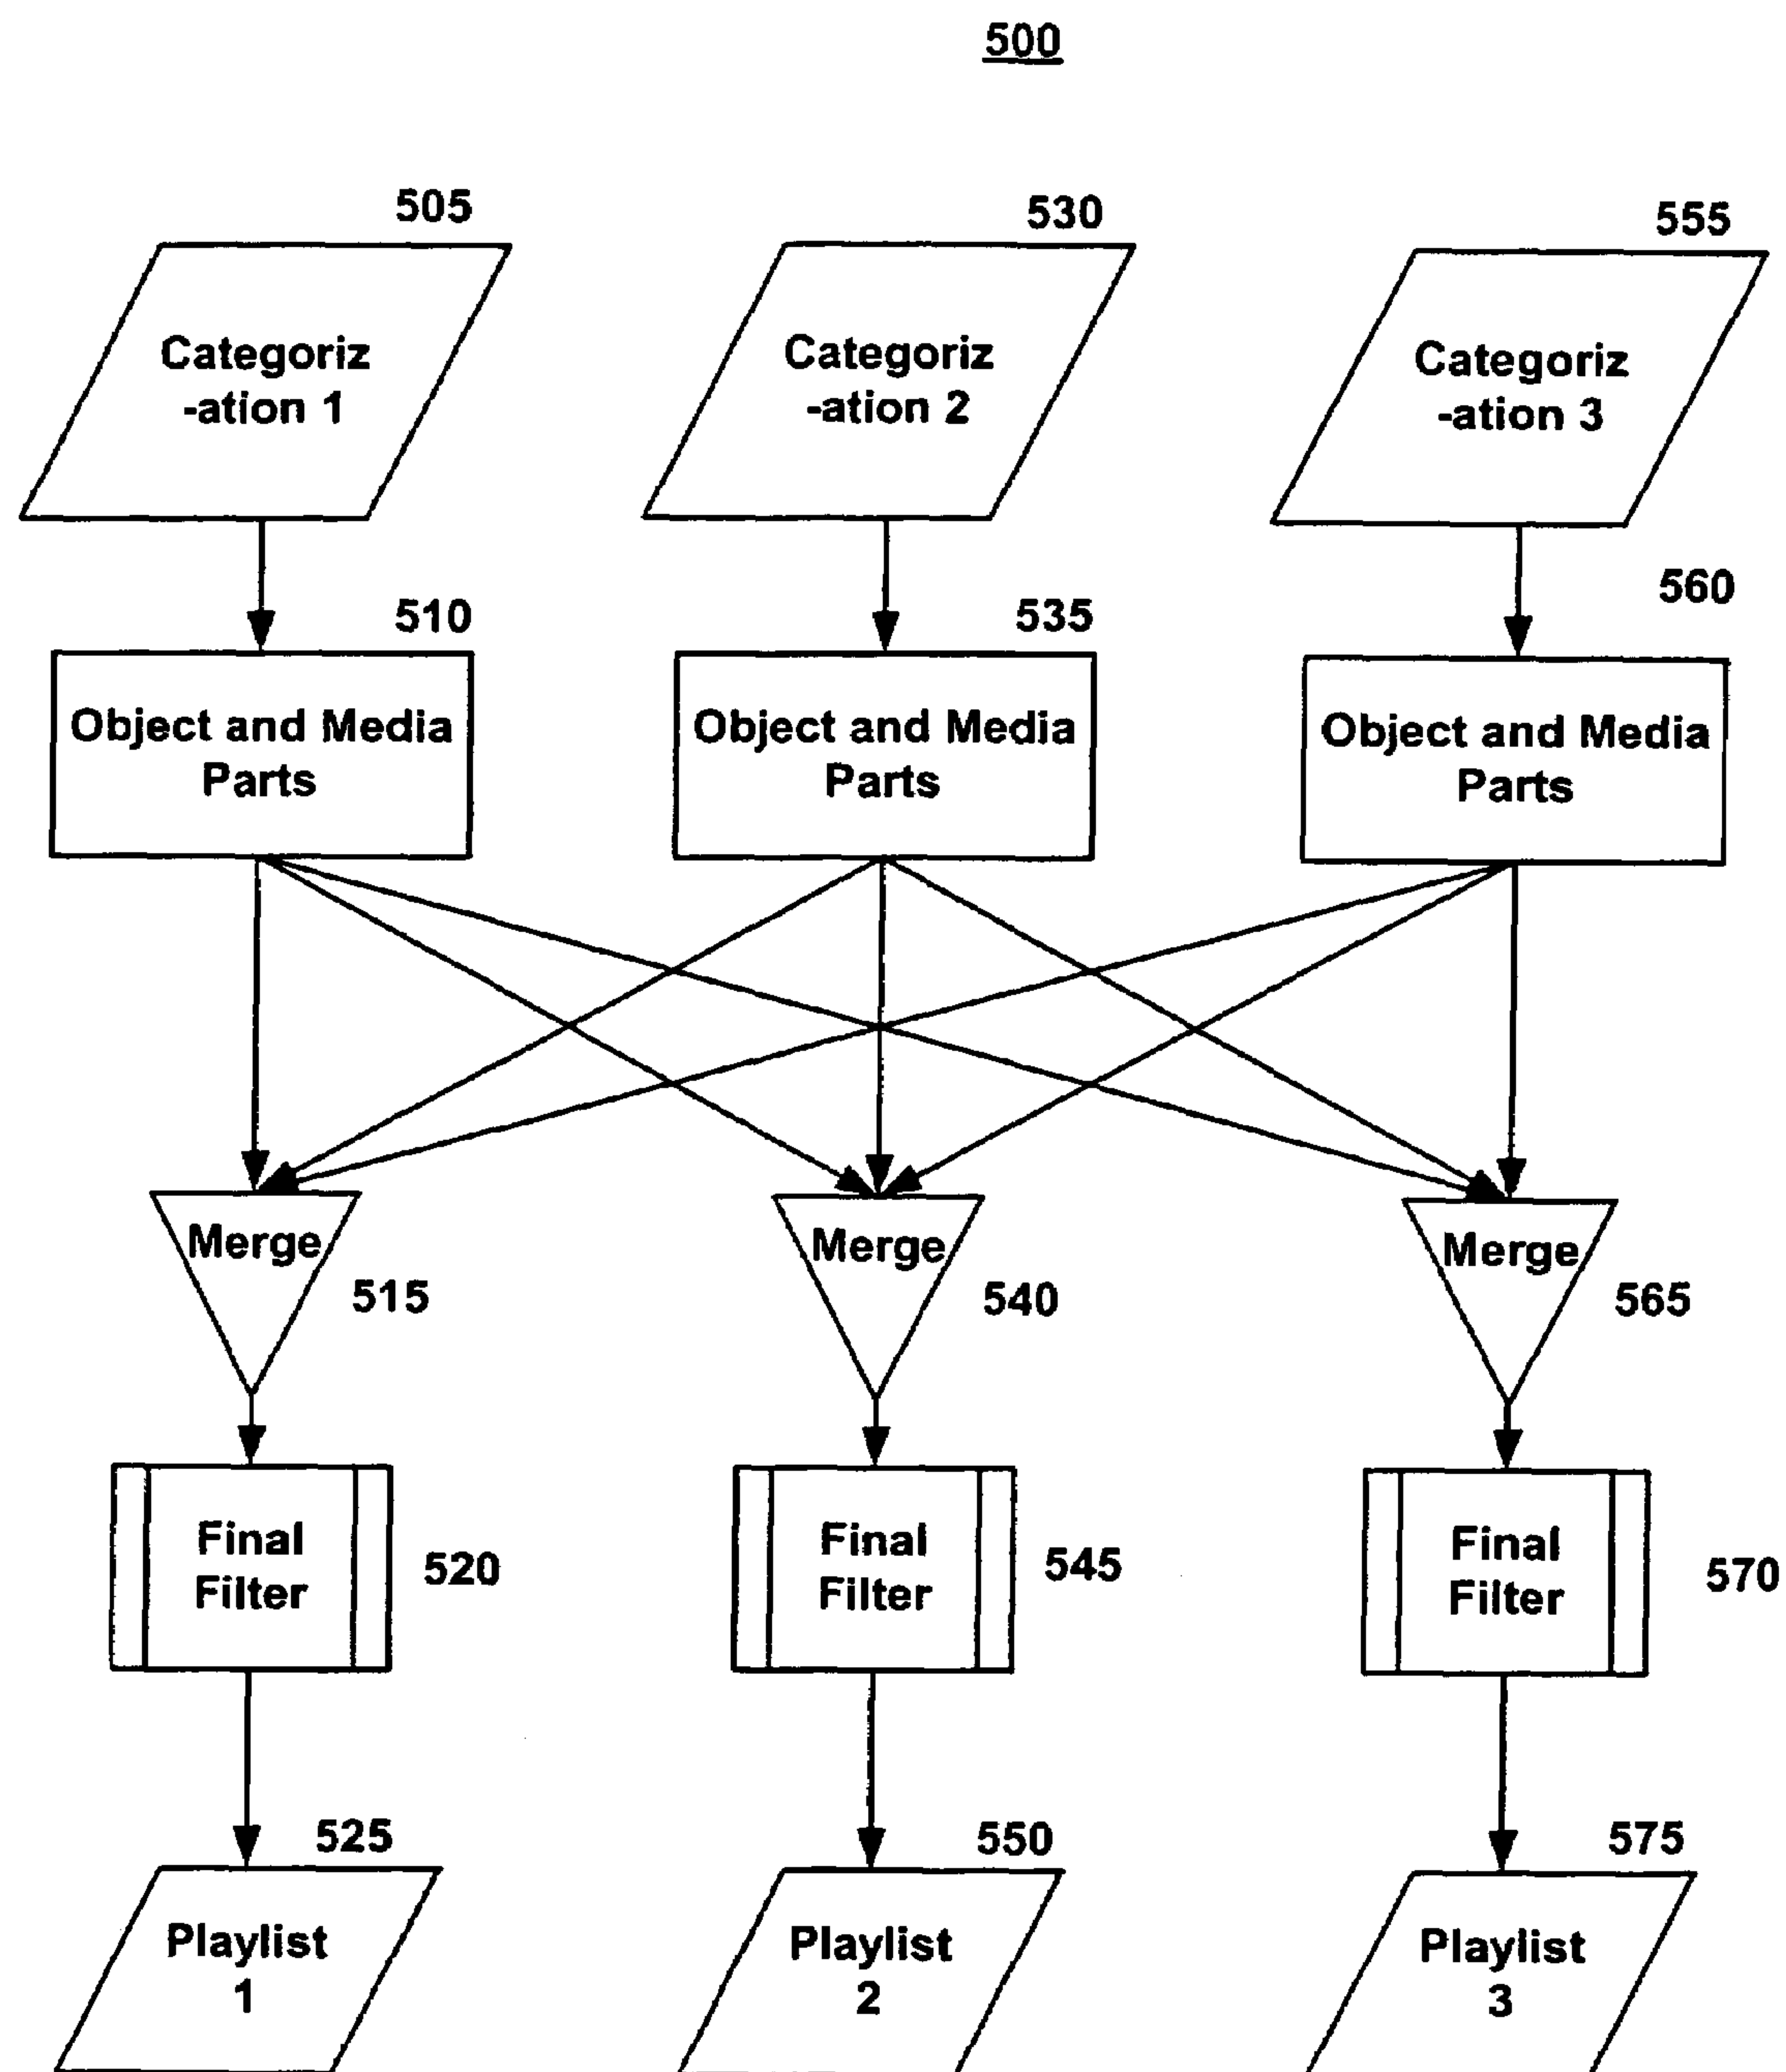 500
505
530
555
Categoriz
-ation 1
Categoriz
-ation 2
Categoriz
-ation 3
510
535
560
Object and Media
Parts
Object and Media
Parts
Object and Media
Parts
Merge
Merge
Merge
515
540
565
Final
Filter
520
Final
Filter
545
Final
Filter
570
525
550
575
Playlist
1
Playlist
2
Playlist
3